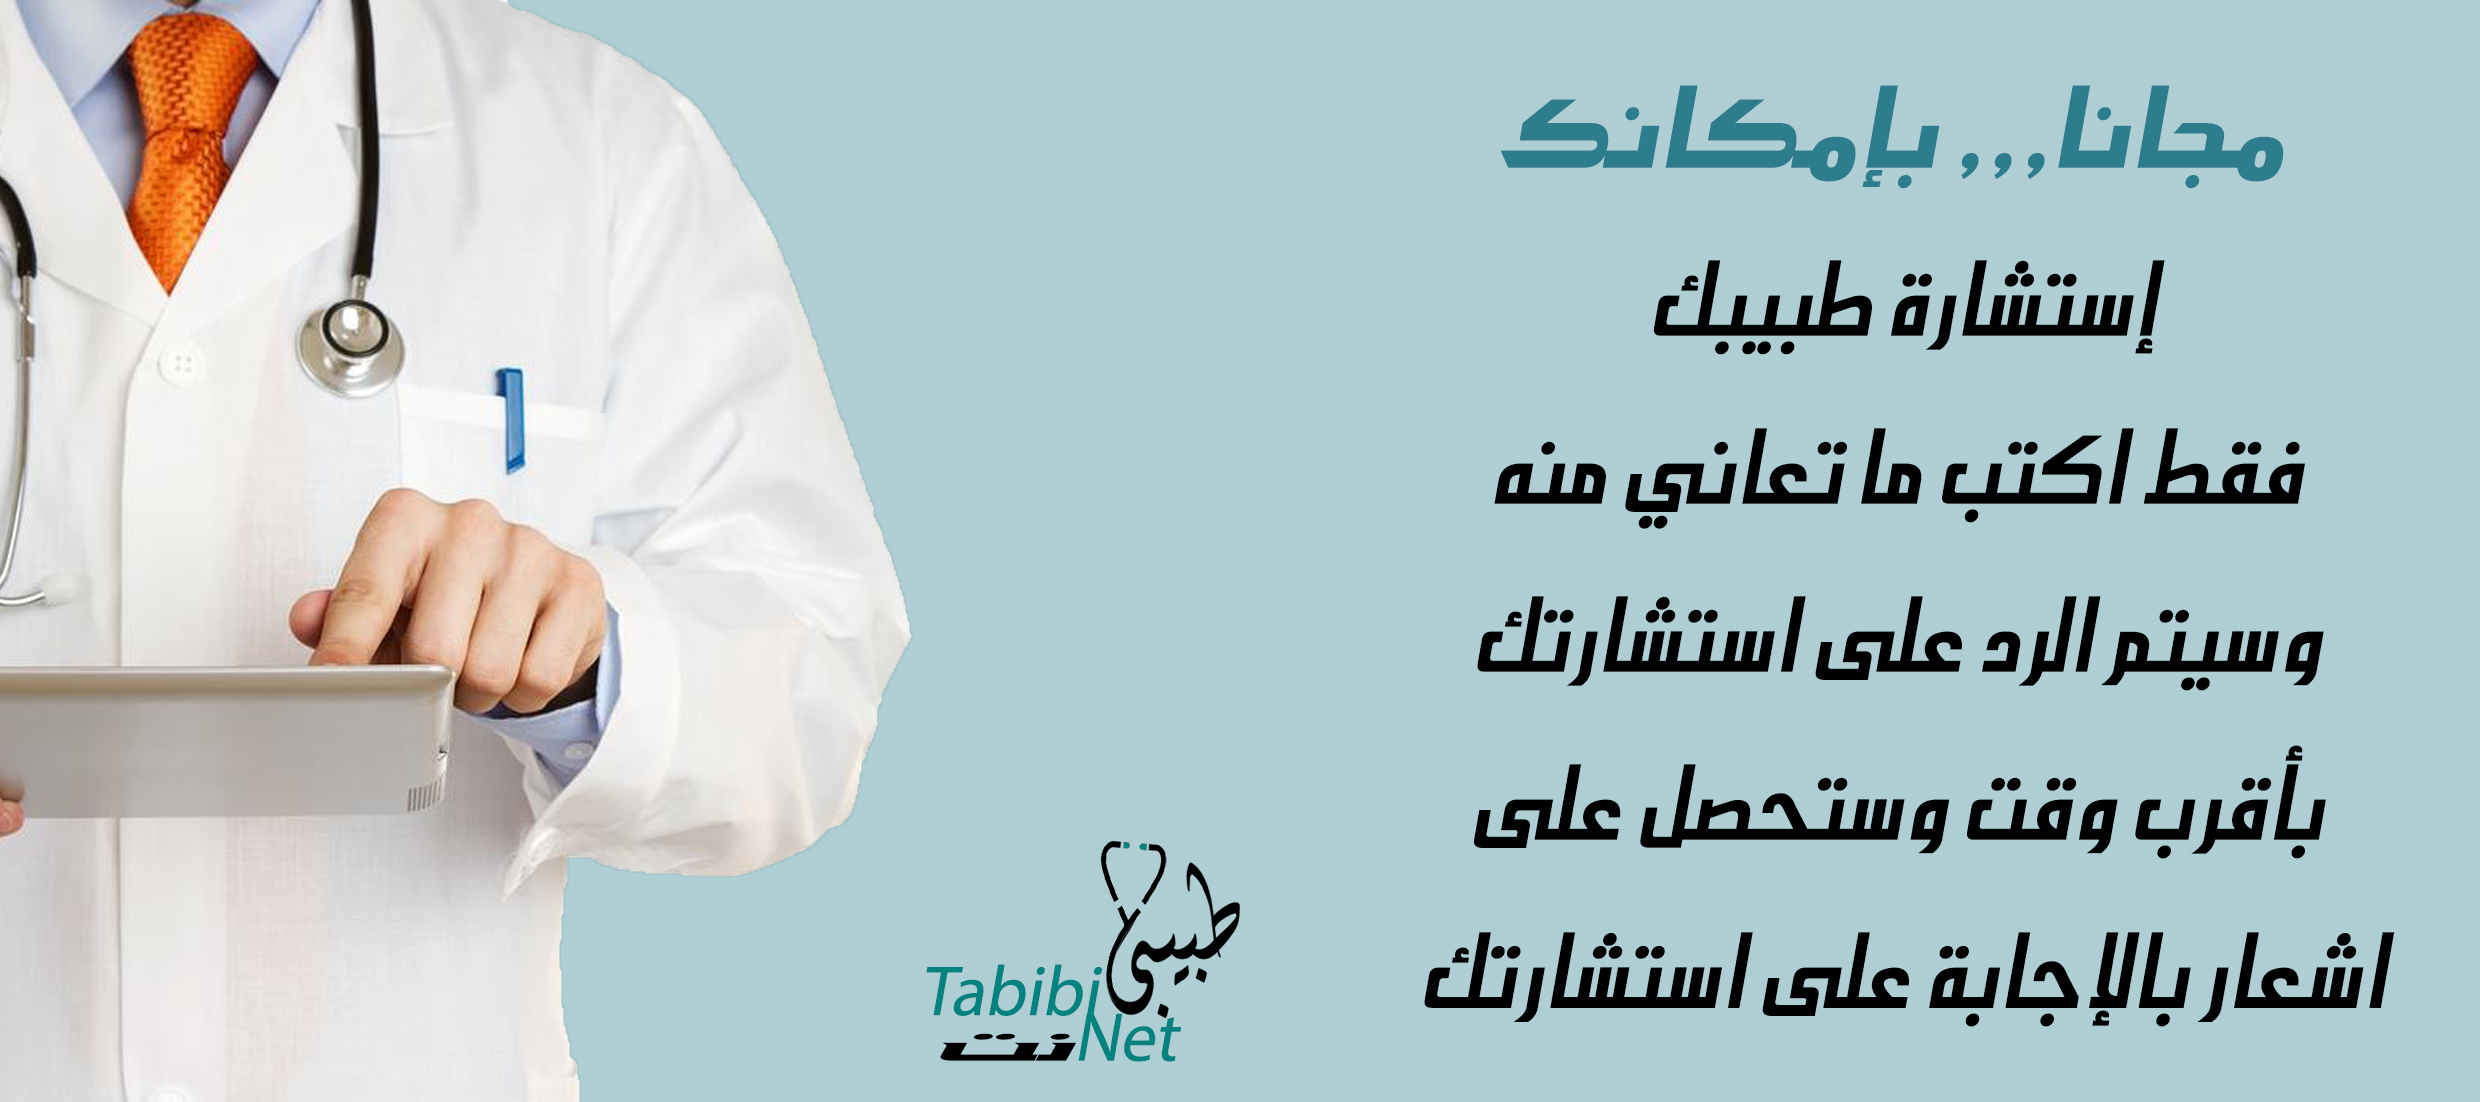 مجانا,,, بإمكانك
إستشارة طبيبك
فقط اكتب ما تعاني منه
وسيتم الرد على استشارتك
بأقرب وقت وستحصل على
اشعار بالإجابة على استشارتك
طبيبي
Tabibi
نت Net